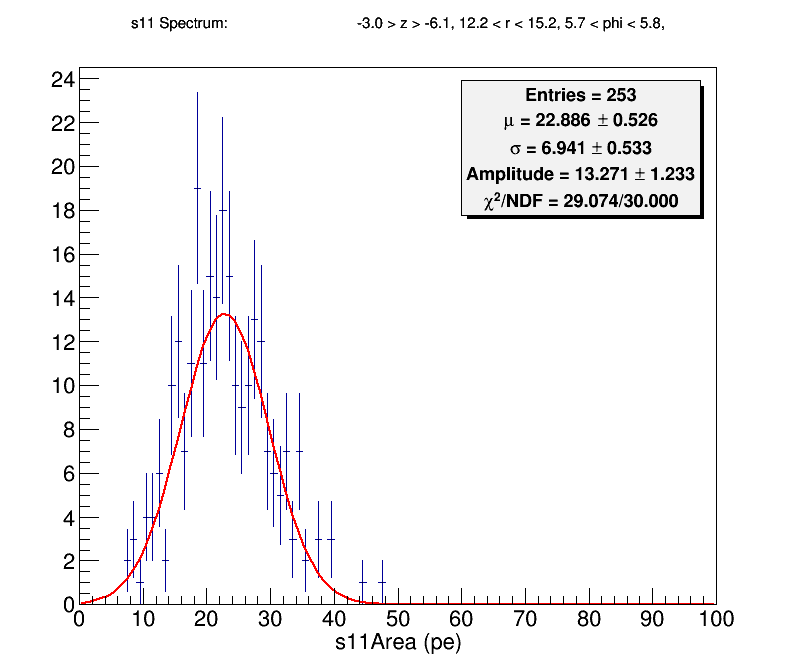 s11 Spectrum: -3.0 > z > -6.1, 12.2 < r < 15.2, 5.7 < phi < 5.8,
Entries = 253
μ = 22.886 ± 0.526
σ = 6.941 ± 0.533
Amplitude = 13.271 ± 1.233
χ²/NDF = 29.074/30.000
24
22
20
18
16
14
12
10
8
6
4
2
0
0 10 20 30 40 50 60 70 80 90 100
s11Area (pe)